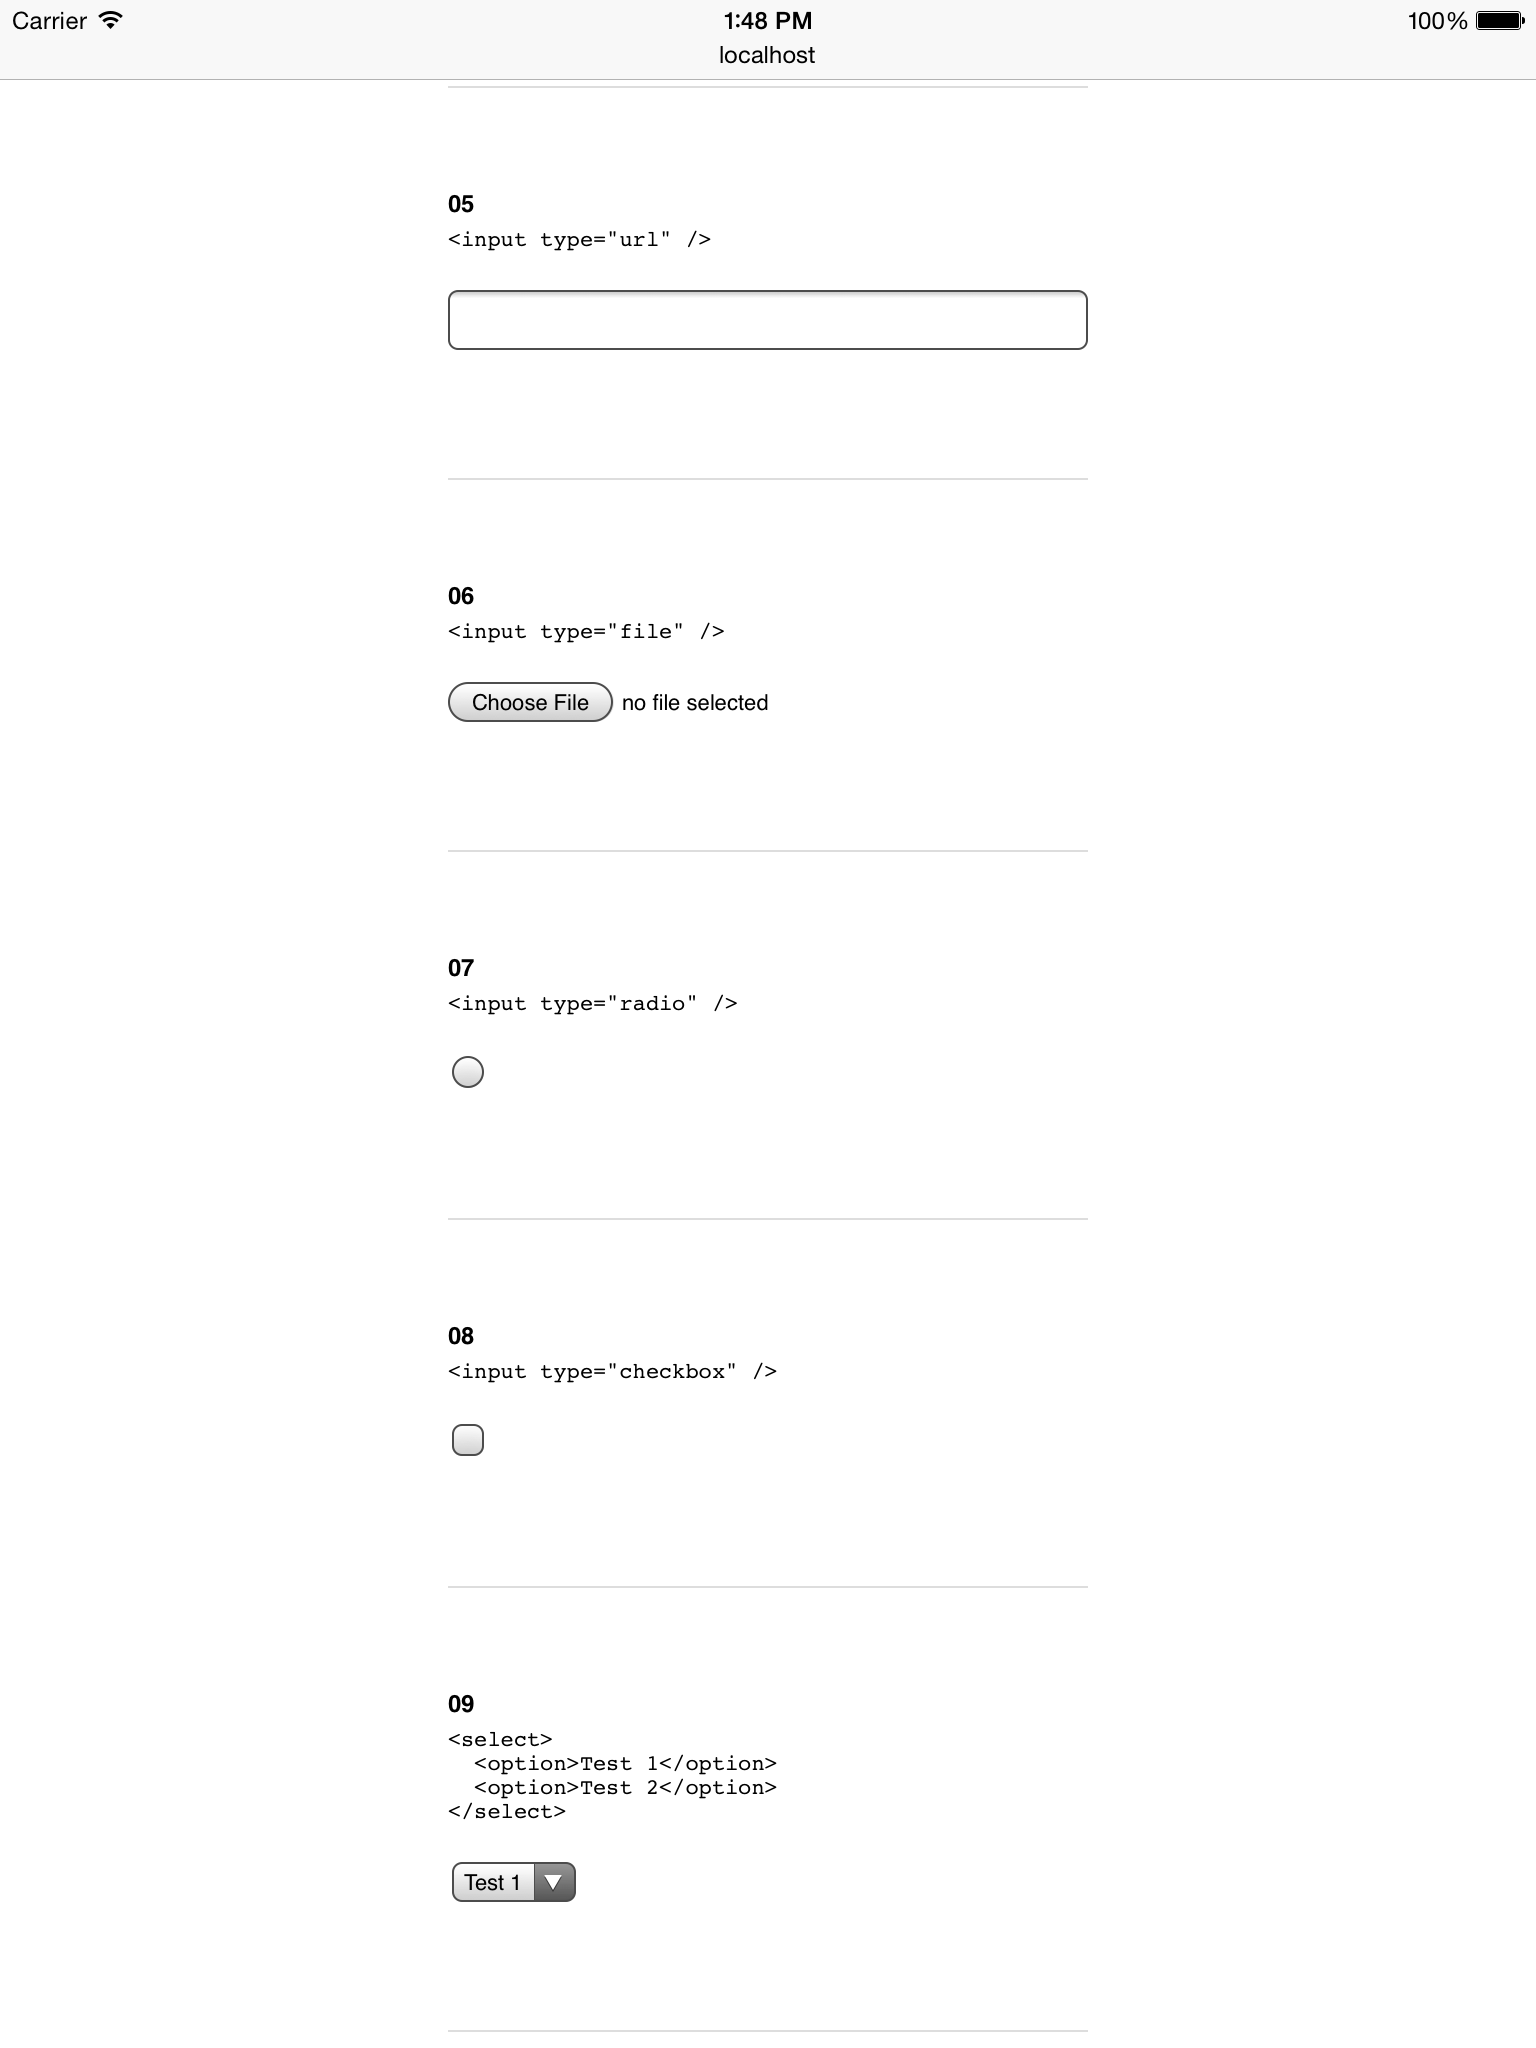 Carrier 1:48 PM 100%
localhost
05
<input type="url" />
06
<input type="file" />
Choose File no file selected
07
<input type="radio" />
08
<input type="checkbox" />
09
<select>
  <option>Test 1</option>
  <option>Test 2</option>
</select>
Test 1